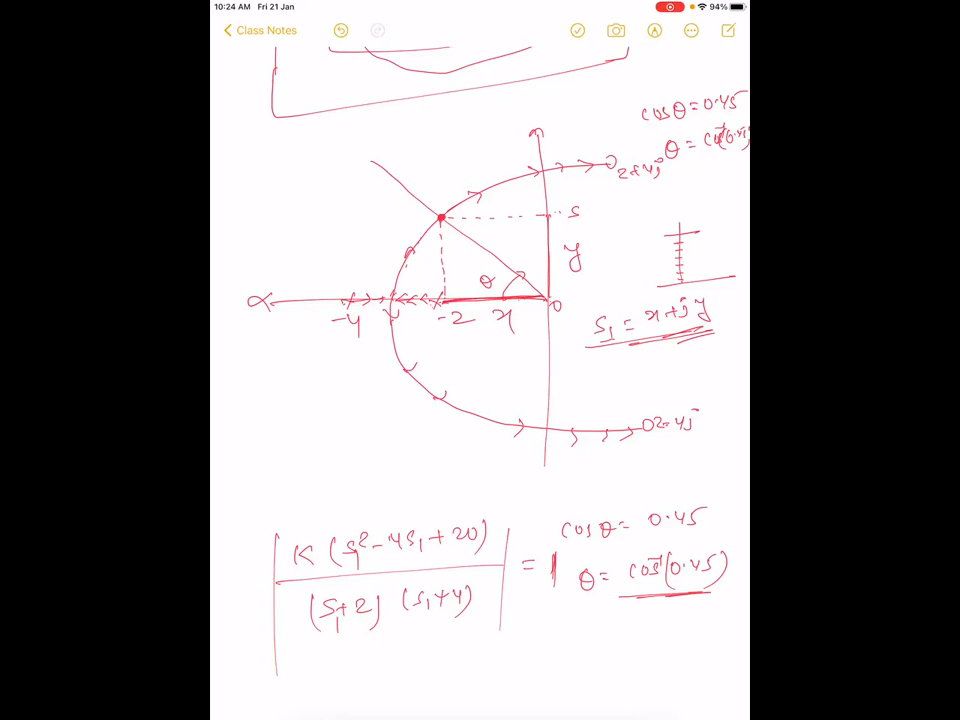 10:24 AM Fri 21 Jan 94%
Class Notes
cosθ = 0.45
θ = cos⁻¹(0.45)
2+4j
s
θ
y
α -4 -2 x 0
S₁ = x+jy
2-4j
K (S₁² - 4S₁ + 20)
(S₁+2) (S₁+4)
= 1
cosθ = 0.45
θ = cos⁻¹(0.45)